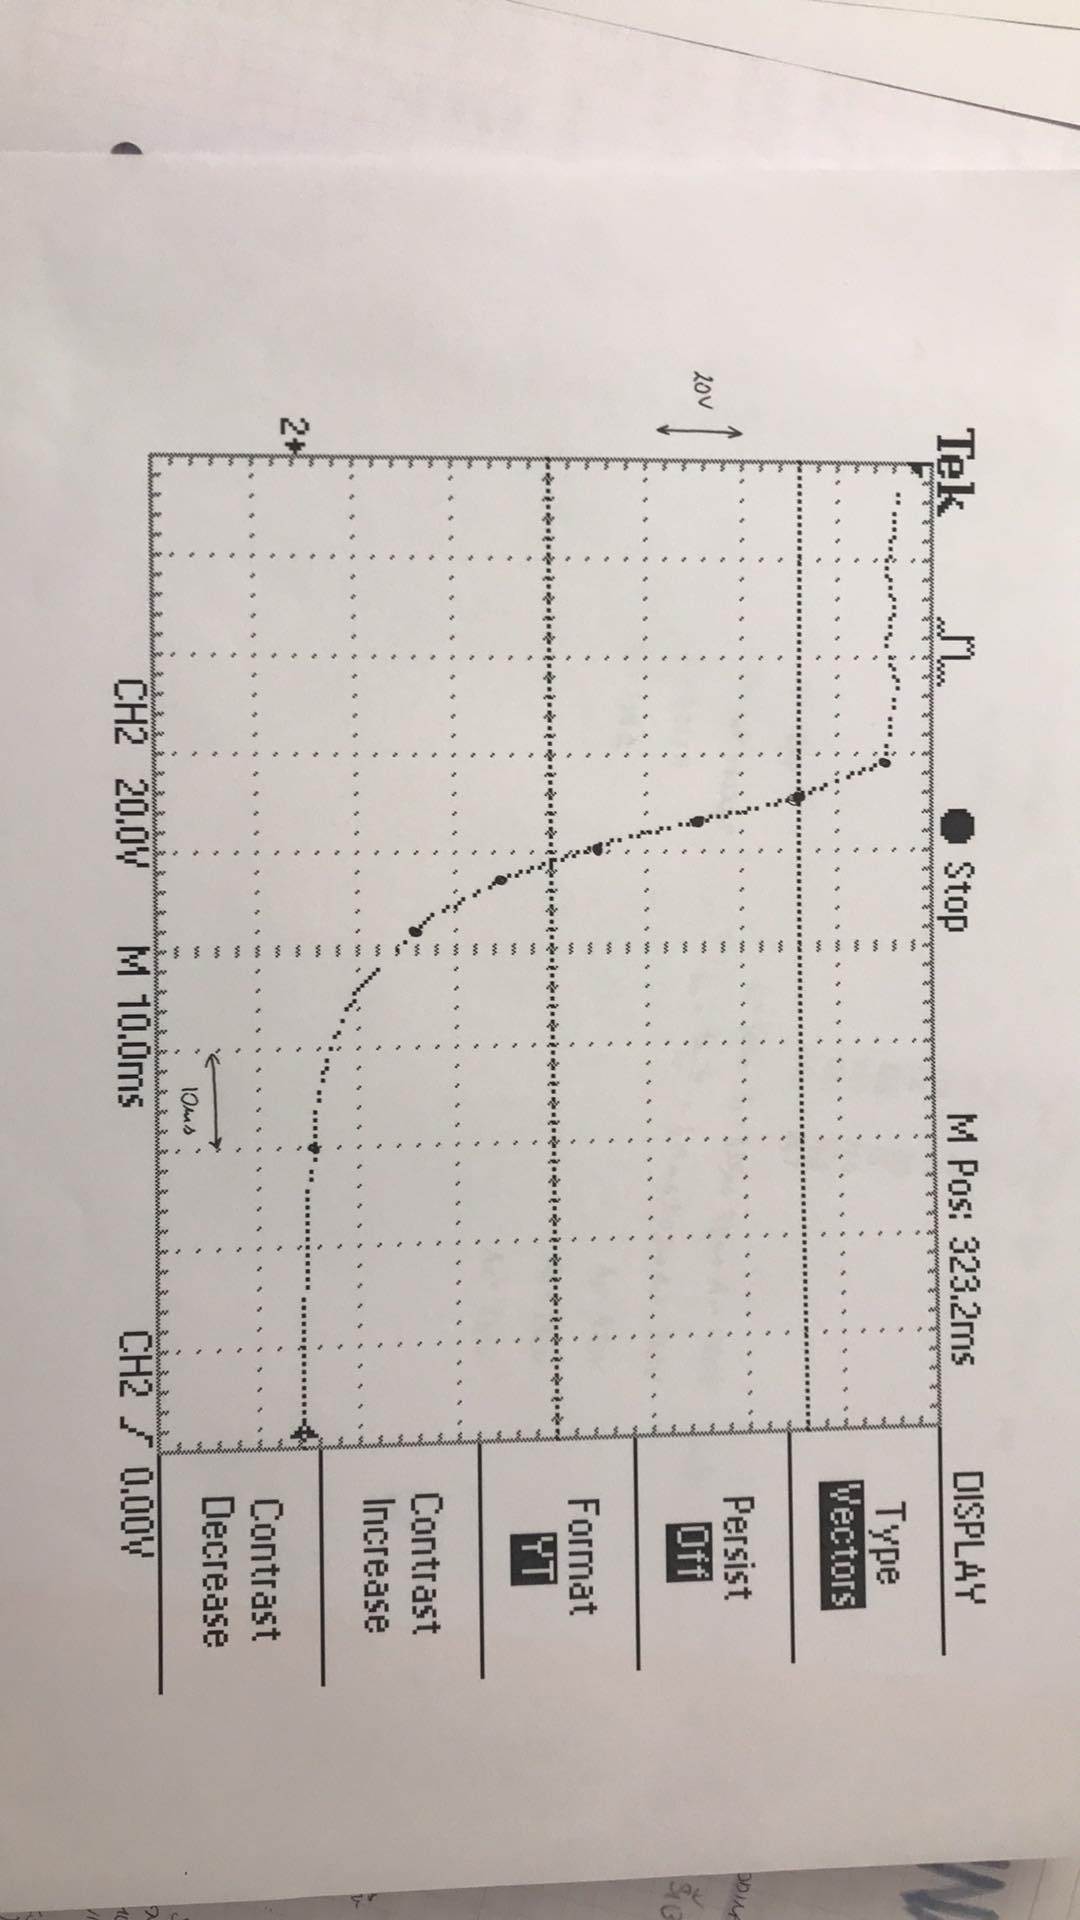 Tek ● Stop M Pos: 323.2ms DISPLAY
Type
Vectors
Persist
Off
Format
YT
Contrast
Increase
Contrast
Decrease
20V
2
10ms
CH2 20.0V M 10.0ms CH2 / 0.00V